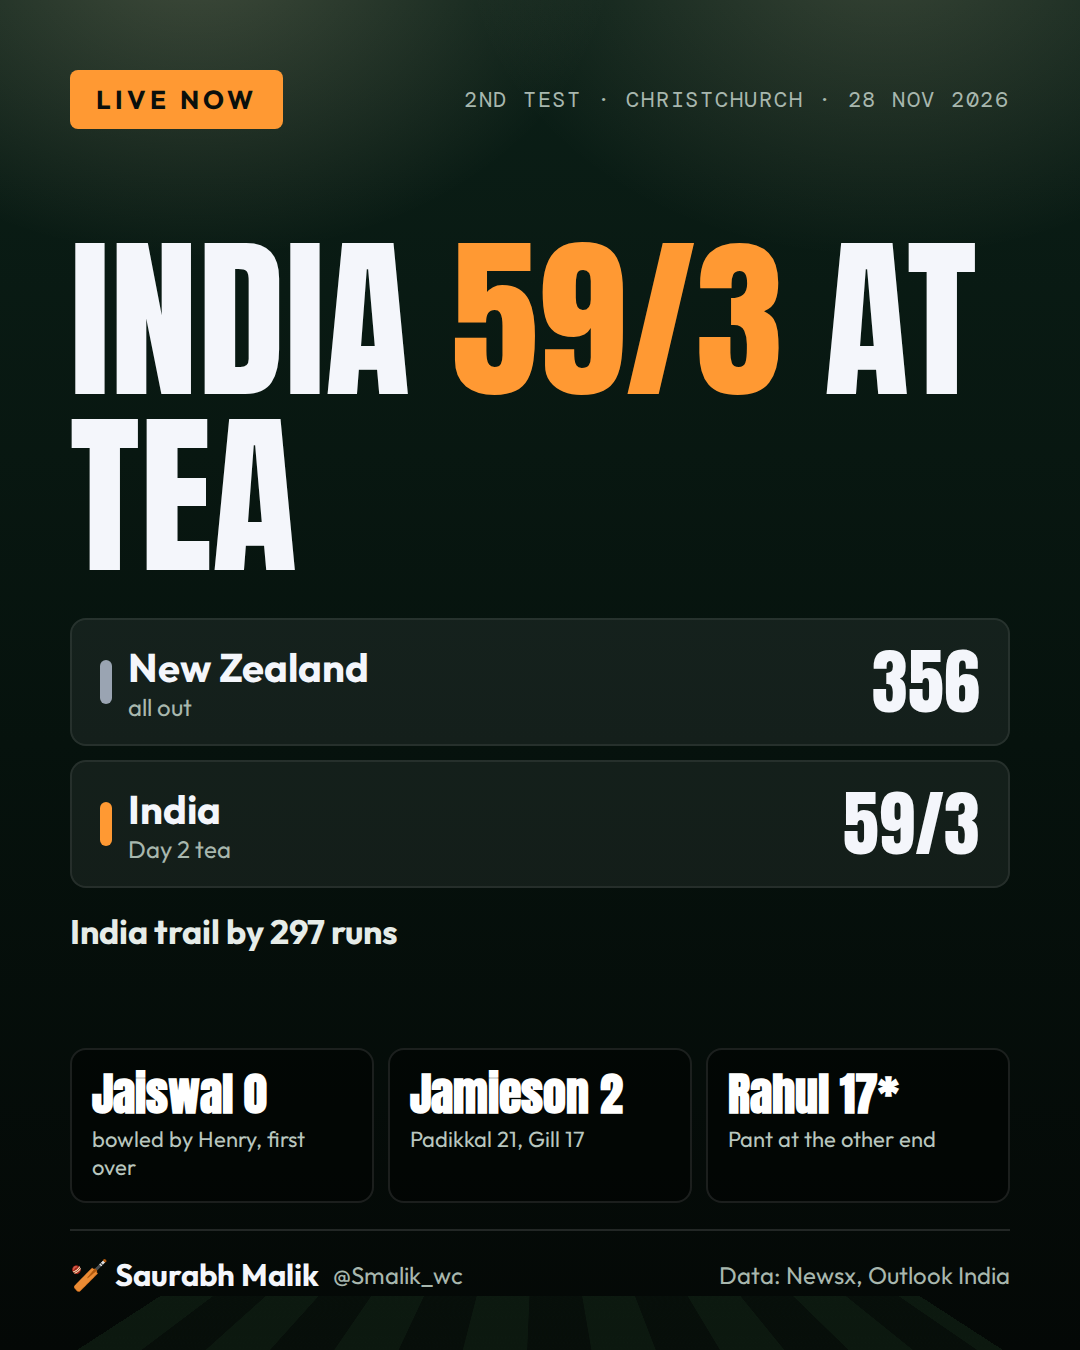 LIVE NOW
2ND TEST · CHRISTCHURCH · 28 NOV 2026
INDIA 59/3 AT
TEA
New Zealand
all out
356
India
Day 2 tea
59/3
India trail by 297 runs
Jaiswal 0
bowled by Henry, first
over
Jamieson 2
Padikkal 21, Gill 17
Rahul 17*
Pant at the other end
Saurabh Malik @Smalik_wc
Data: Newsx, Outlook India